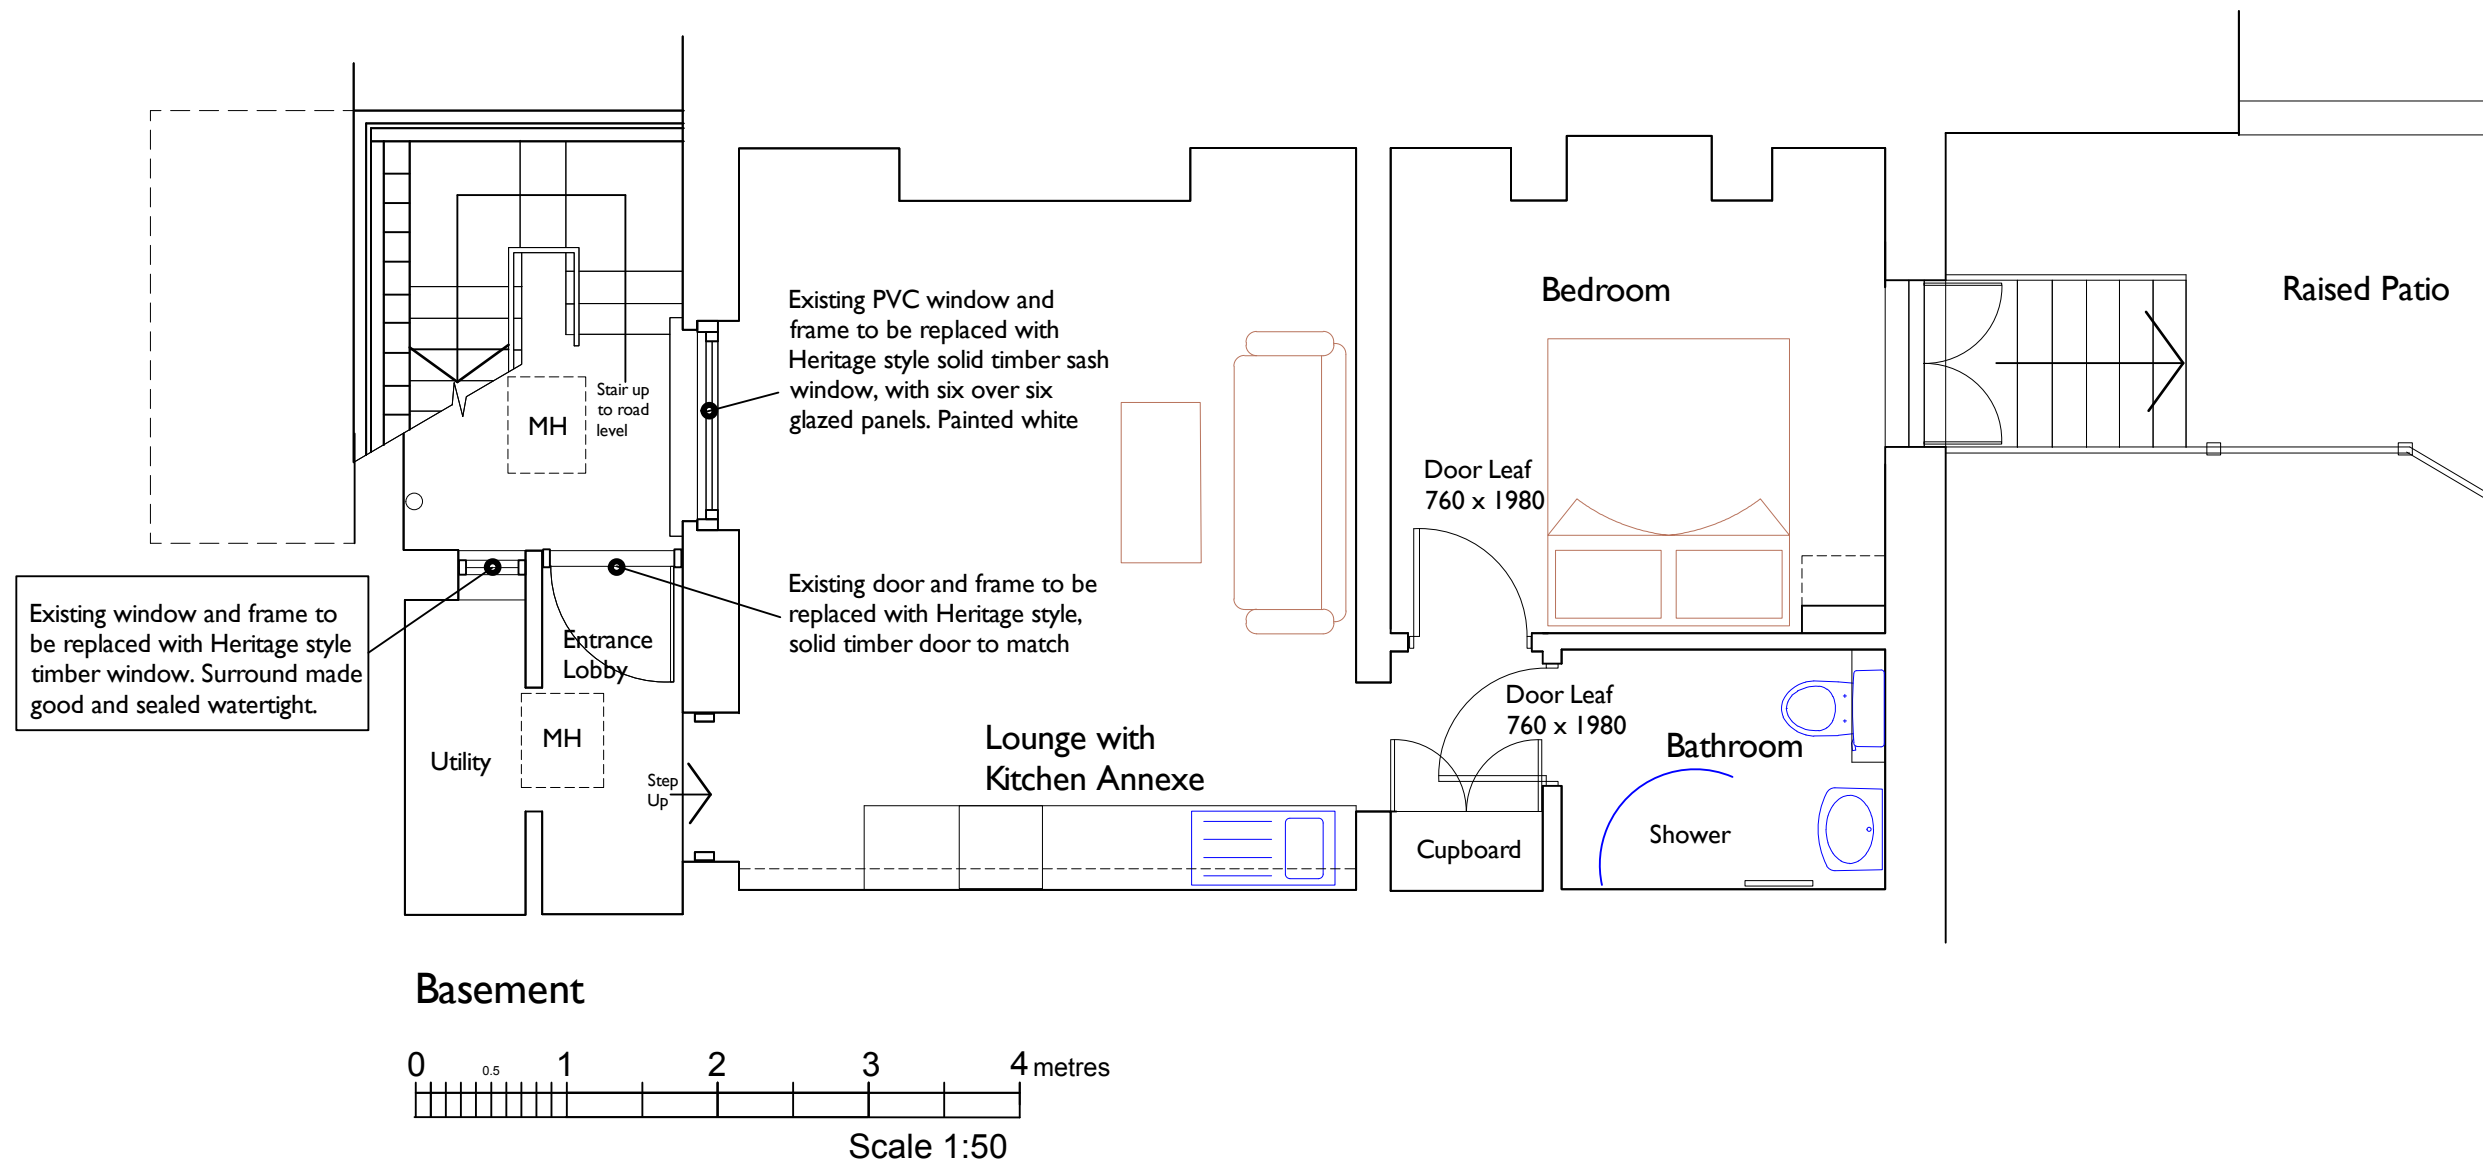 Existing PVC window and
frame to be replaced with
Heritage style solid timber sash
window, with six over six
glazed panels. Painted white
Bedroom
Raised Patio
Stair up
to road
level
MH
Door Leaf
760 x 1980
Existing window and frame to
be replaced with Heritage style
timber window. Surround made
good and sealed watertight.
Entrance
Lobby
Existing door and frame to be
replaced with Heritage style,
solid timber door to match
Door Leaf
760 x 1980
Utility
MH
Step
Up
Lounge with
Kitchen Annexe
Bathroom
Cupboard
Shower
Basement
0 0.5 1 2 3 4 metres
Scale 1:50